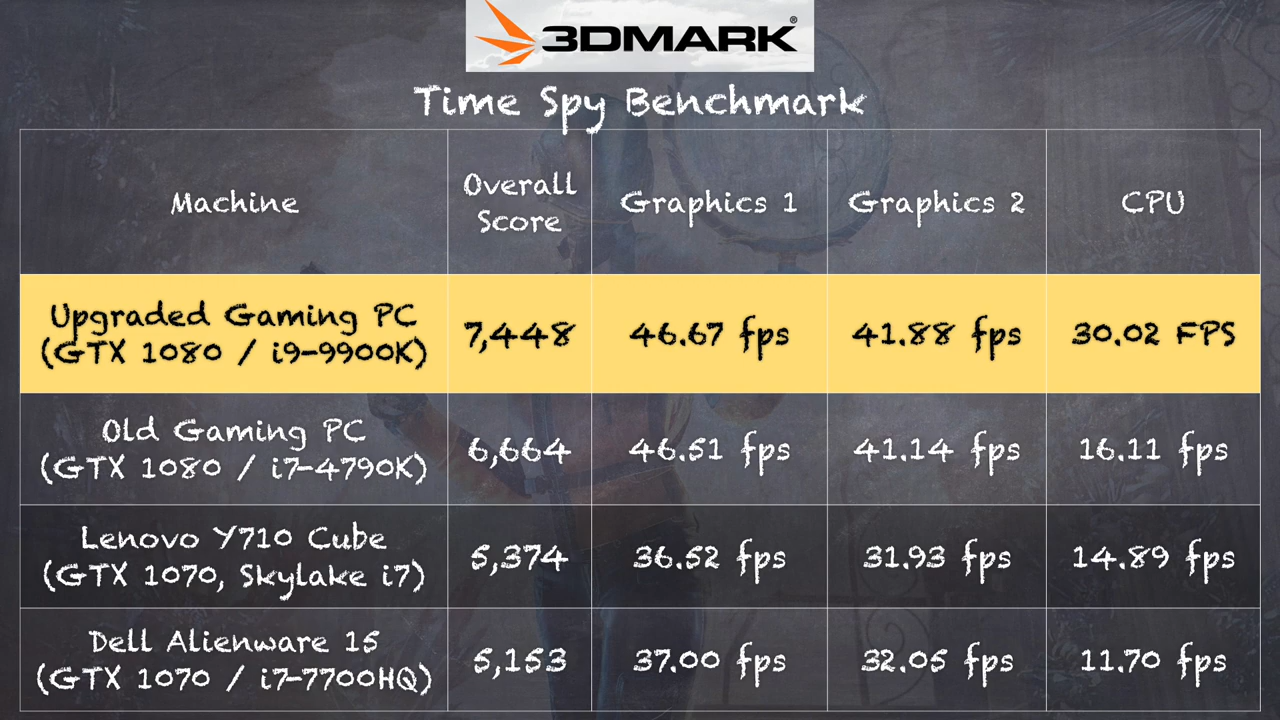 3DMARK®
Time Spy Benchmark
Machine
Overall
Score
Graphics 1
Graphics 2
CPU
Upgraded Gaming PC
(GTX 1080 / i9-9900K)
7,448
46.67 fps
41.88 fps
30.02 FPS
Old Gaming PC
(GTX 1080 / i7-4790K)
6,664
46.51 fps
41.14 fps
16.11 fps
Lenovo Y710 Cube
(GTX 1070, Skylake i7)
5,374
36.52 fps
31.93 fps
14.89 fps
Dell Alienware 15
(GTX 1070 / i7-7700HQ)
5,153
37.00 fps
32.05 fps
11.70 fps